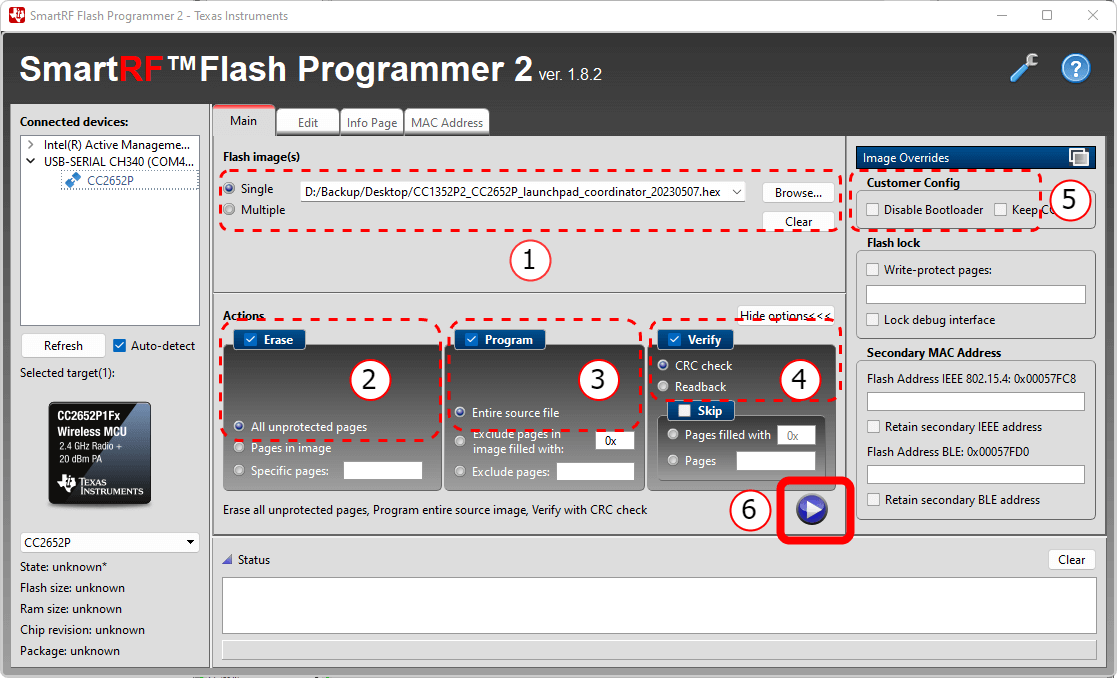 SmartRF Flash Programmer 2 - Texas Instruments
SmartRF™Flash Programmer 2 ver. 1.8.2
?
Connected devices:
Intel(R) Active Manageme...
USB-SERIAL CH340 (COM4...
CC2652P
Refresh
Auto-detect
Selected target(1):
CC2652P1Fx
Wireless MCU
2.4 GHz Radio +
20 dBm PA
TEXAS
INSTRUMENTS
CC2652P
State: unknown*
Flash size: unknown
Ram size: unknown
Chip revision: unknown
Package: unknown
Main
Edit
Info Page
MAC Address
Flash image(s)
Single
D:/Backup/Desktop/CC1352P2_CC2652P_launchpad_coordinator_20230507.hex
Browse...
Multiple
Clear
1
Actions
Hide options<<<
Erase
2
All unprotected pages
Pages in image
Specific pages:
Program
3
Entire source file
Exclude pages in
image filled with:
0x
Exclude pages:
Verify
CRC check
Readback
4
Skip
Pages filled with
0x
Pages
Erase all unprotected pages, Program entire source image, Verify with CRC check
6
Image Overrides
Customer Config
Disable Bootloader
Keep
5
Flash lock
Write-protect pages:
Lock debug interface
Secondary MAC Address
Flash Address IEEE 802.15.4: 0x00057FC8
Retain secondary IEEE address
Flash Address BLE: 0x00057FD0
Retain secondary BLE address
Status
Clear